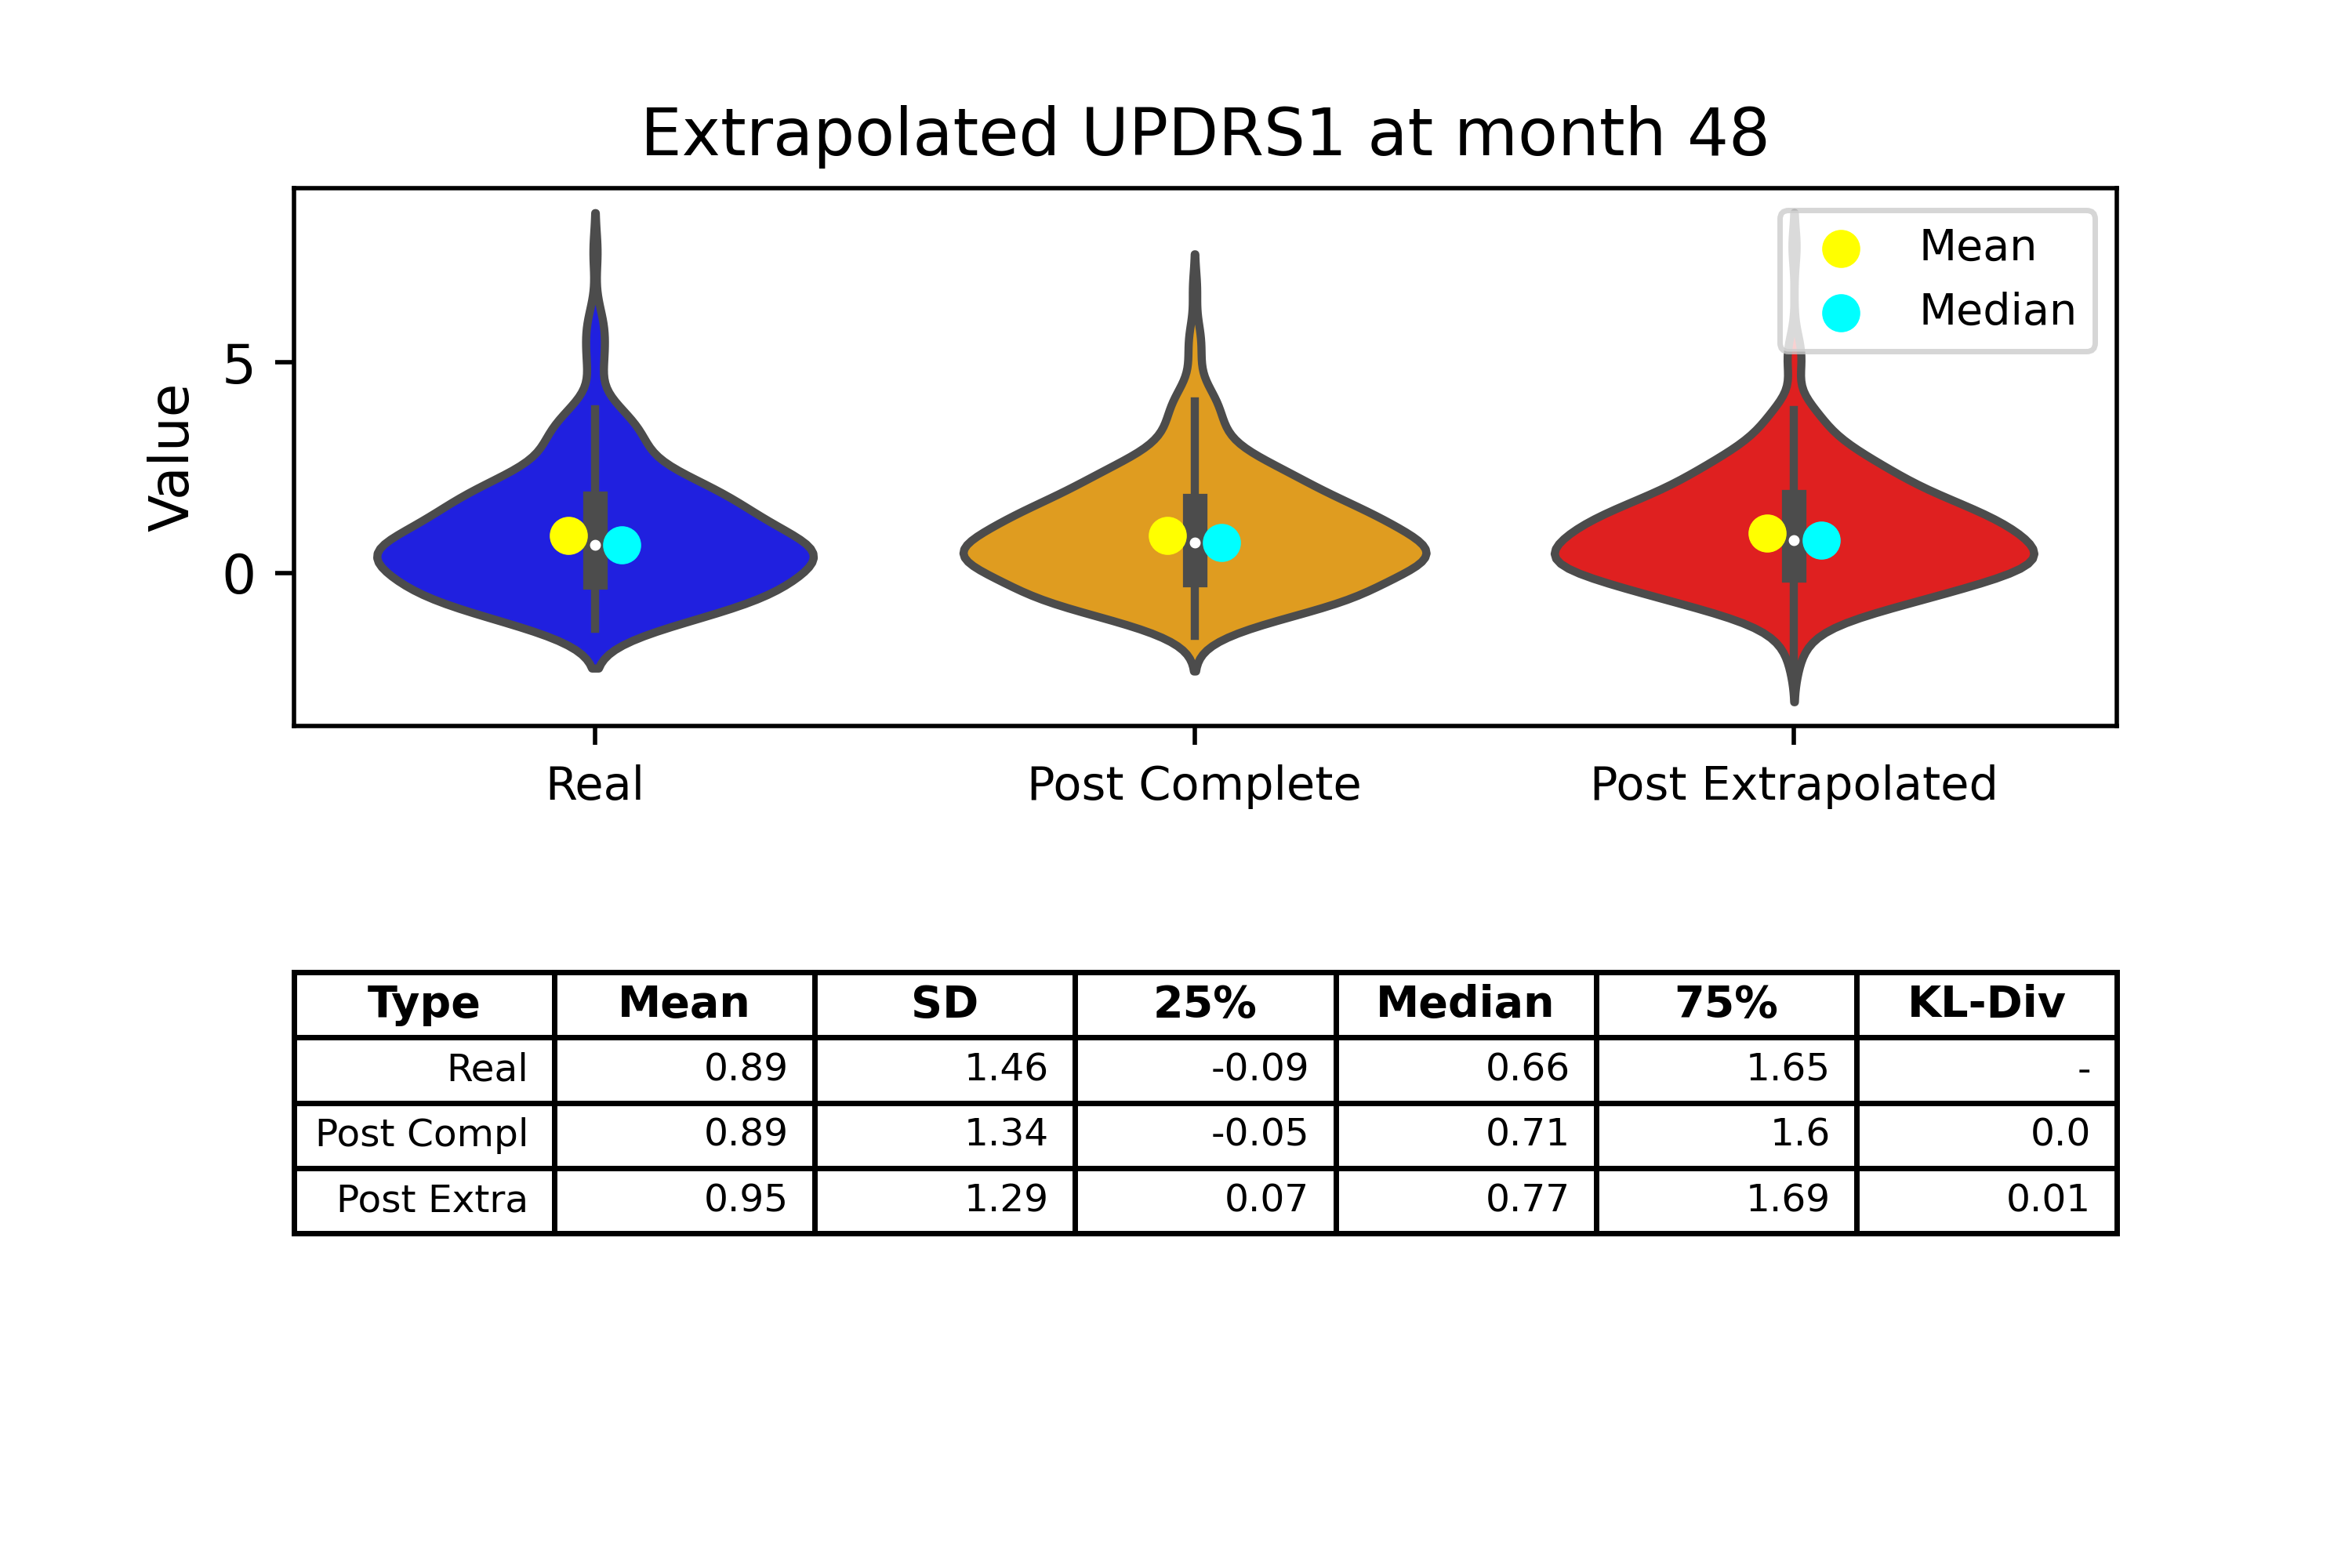 Extrapolated UPDRS1 at month 48
Mean
Median
Value
5
0
Real Post Complete Post Extrapolated
Type Mean SD 25% Median 75% KL-Div
Real 0.89 1.46 -0.09 0.66 1.65 -
Post Compl 0.89 1.34 -0.05 0.71 1.6 0.0
Post Extra 0.95 1.29 0.07 0.77 1.69 0.01